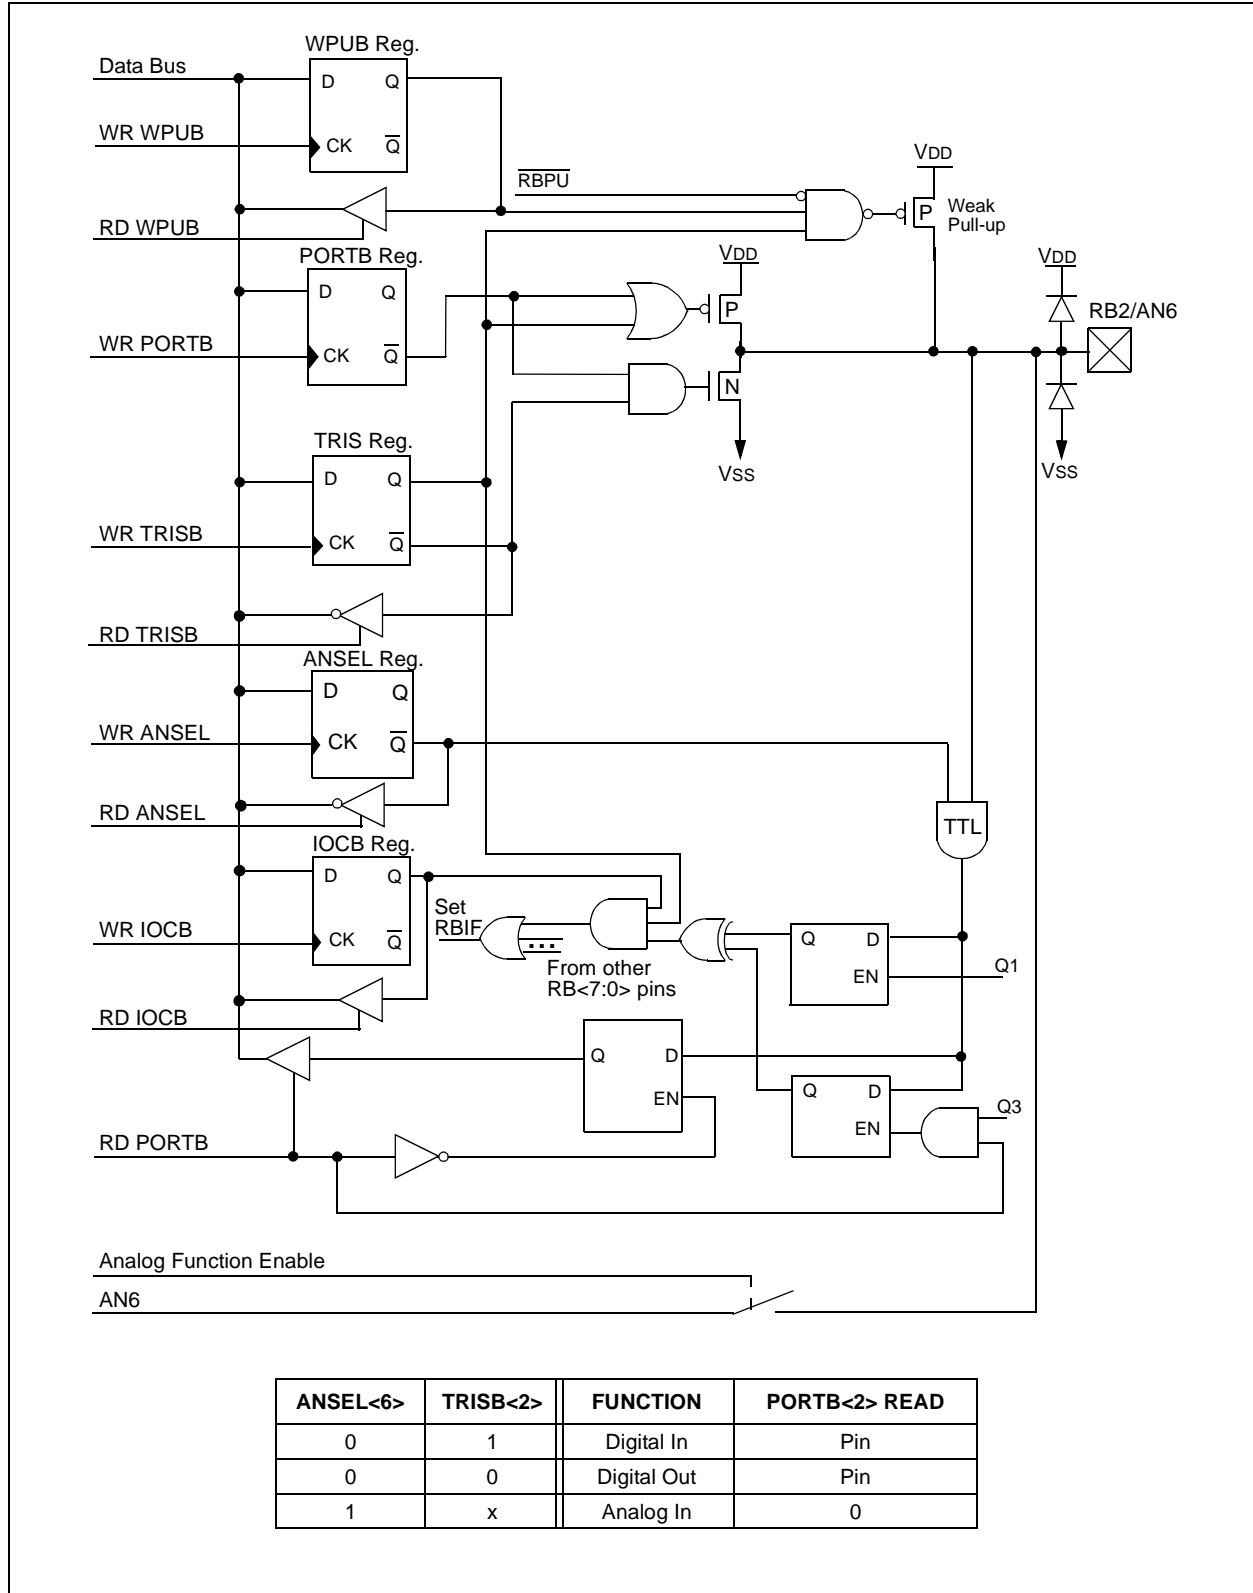 WPUB Reg.
Data Bus
D Q
WR WPUB
CK Q̅
VDD
R̅B̅P̅U̅
P
Weak
Pull-up
RD WPUB
PORTB Reg.
VDD
VDD
D Q
P
RB2/AN6
WR PORTB
CK Q̅
N
TRIS Reg.
VSS
VSS
D Q
WR TRISB
CK Q̅
RD TRISB
ANSEL Reg.
D Q
WR ANSEL
CK Q̅
RD ANSEL
TTL
IOCB Reg.
D Q
Set
RBIF
WR IOCB
CK Q̅
Q D
From other
RB<7:0> pins
EN
Q1
RD IOCB
Q D
EN
Q D
EN
Q3
RD PORTB
Analog Function Enable
AN6
ANSEL<6> TRISB<2> FUNCTION PORTB<2> READ
0 1 Digital In Pin
0 0 Digital Out Pin
1 x Analog In 0